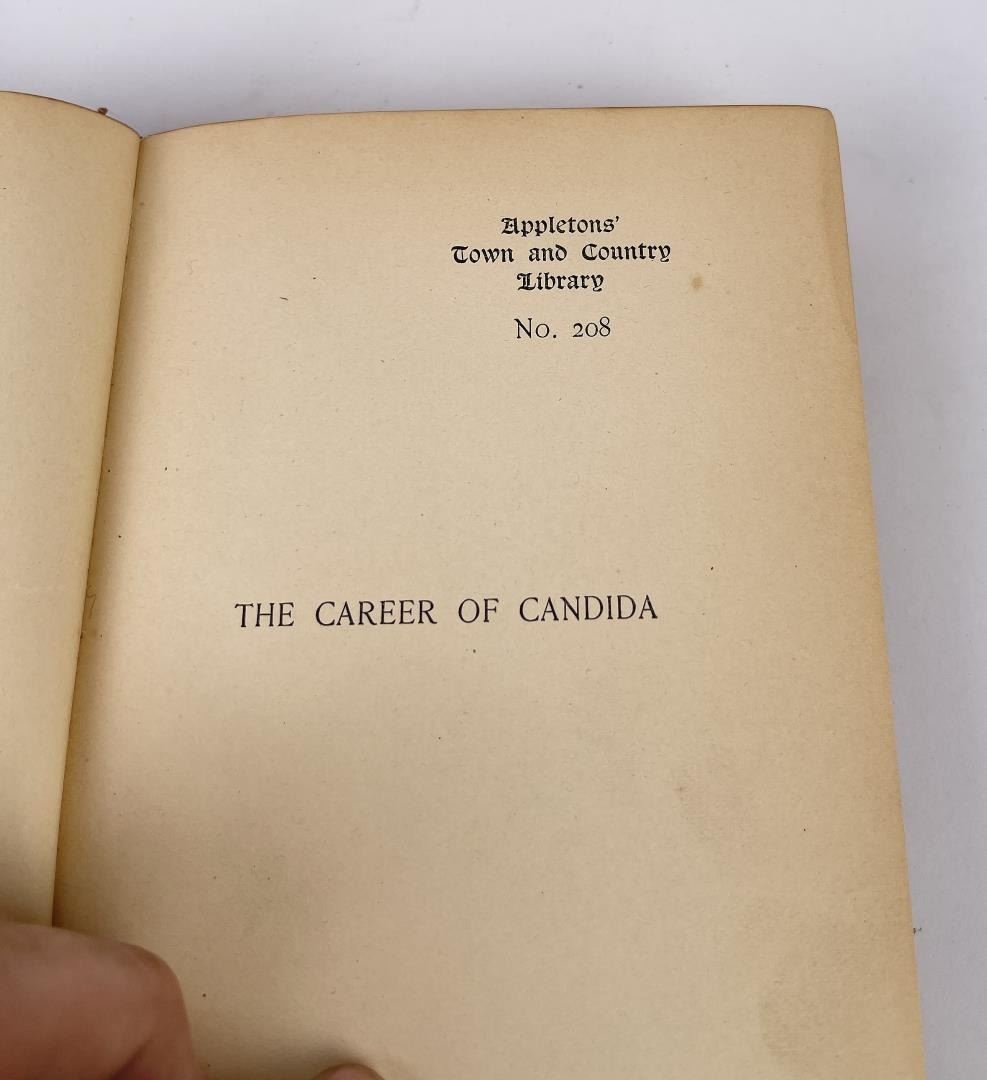 Appletons'
Town and Country
Library
No. 208
THE CAREER OF CANDIDA